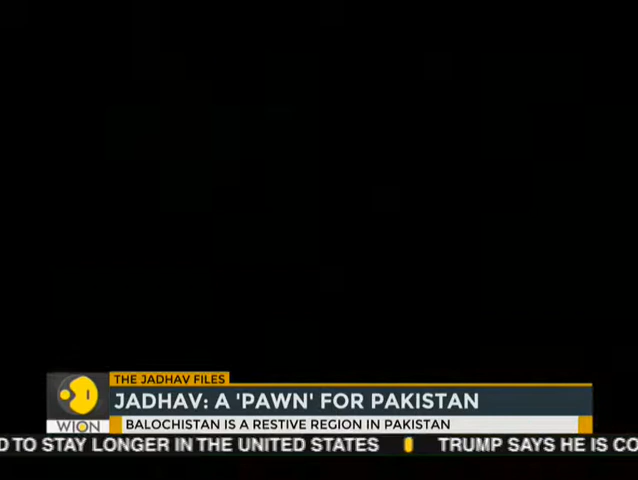 THE JADHAV FILES
JADHAV: A 'PAWN' FOR PAKISTAN
BALOCHISTAN IS A RESTIVE REGION IN PAKISTAN
WION
TO STAY LONGER IN THE UNITED STATES TRUMP SAYS HE IS